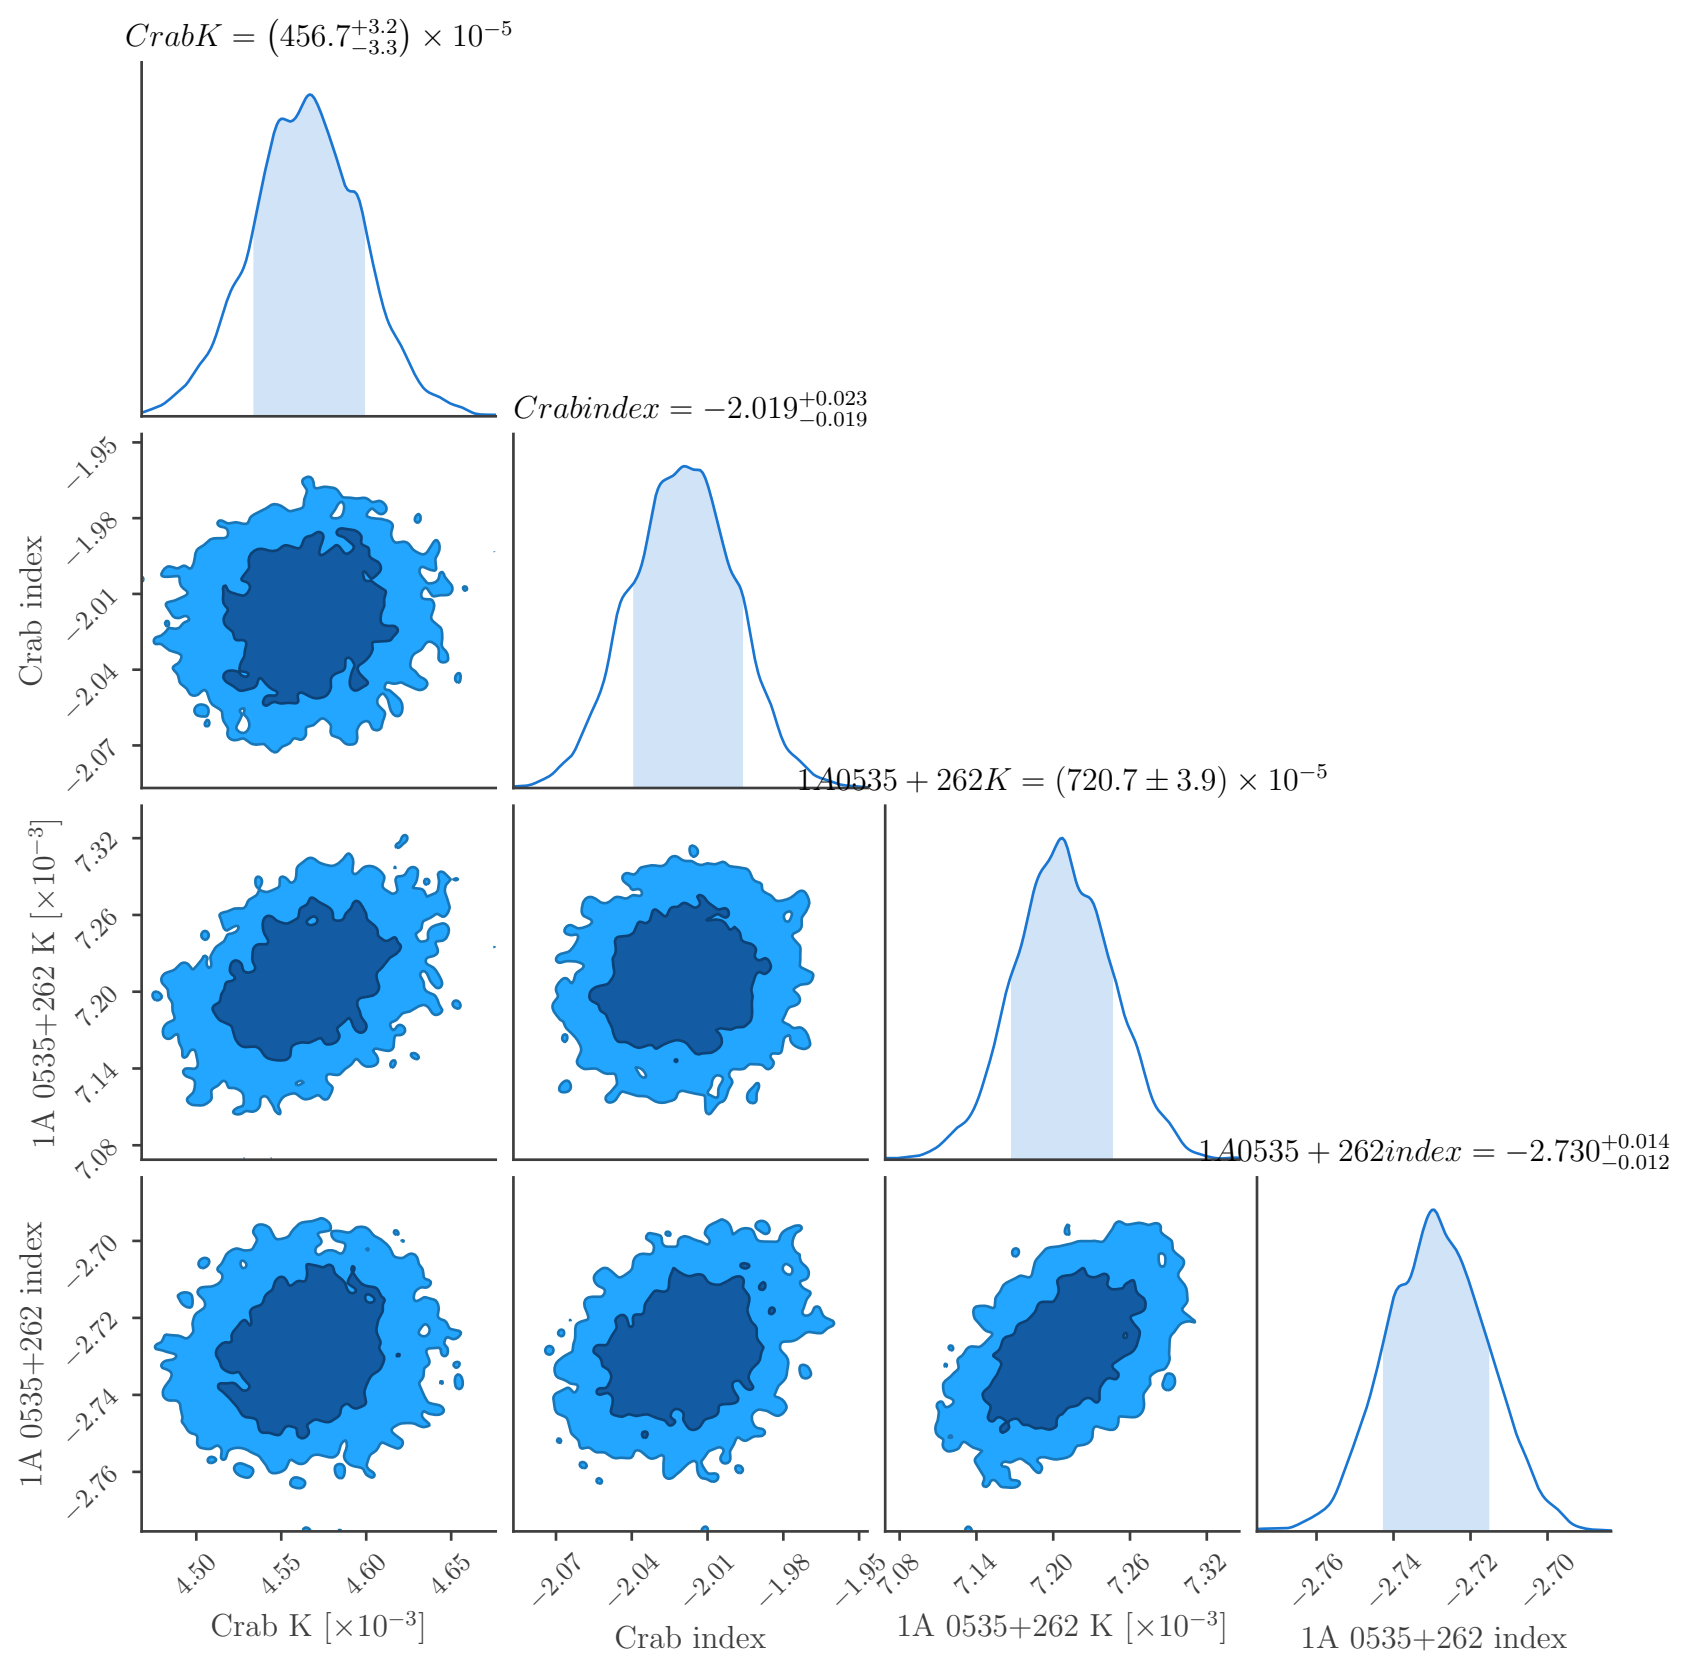 CrabK = (456.7^{+3.2}_{-3.3}) × 10^{-5}
Crabindex = −2.019^{+0.023}_{-0.019}
1A0535 + 262K = (720.7 ± 3.9) × 10^{-5}
1A0535 + 262index = −2.730^{+0.014}_{-0.012}
Crab index
−1.95
−1.98
−2.01
−2.04
−2.07
1A 0535+262 K [×10^{-3}]
7.32
7.26
7.20
7.14
7.08
1A 0535+262 index
−2.70
−2.72
−2.74
−2.76
4.50 4.55 4.60 4.65
Crab K [×10^{-3}]
−2.07 −2.04 −2.01 −1.98 −1.95
Crab index
7.08 7.14 7.20 7.26 7.32
1A 0535+262 K [×10^{-3}]
−2.76 −2.74 −2.72 −2.70
1A 0535+262 index